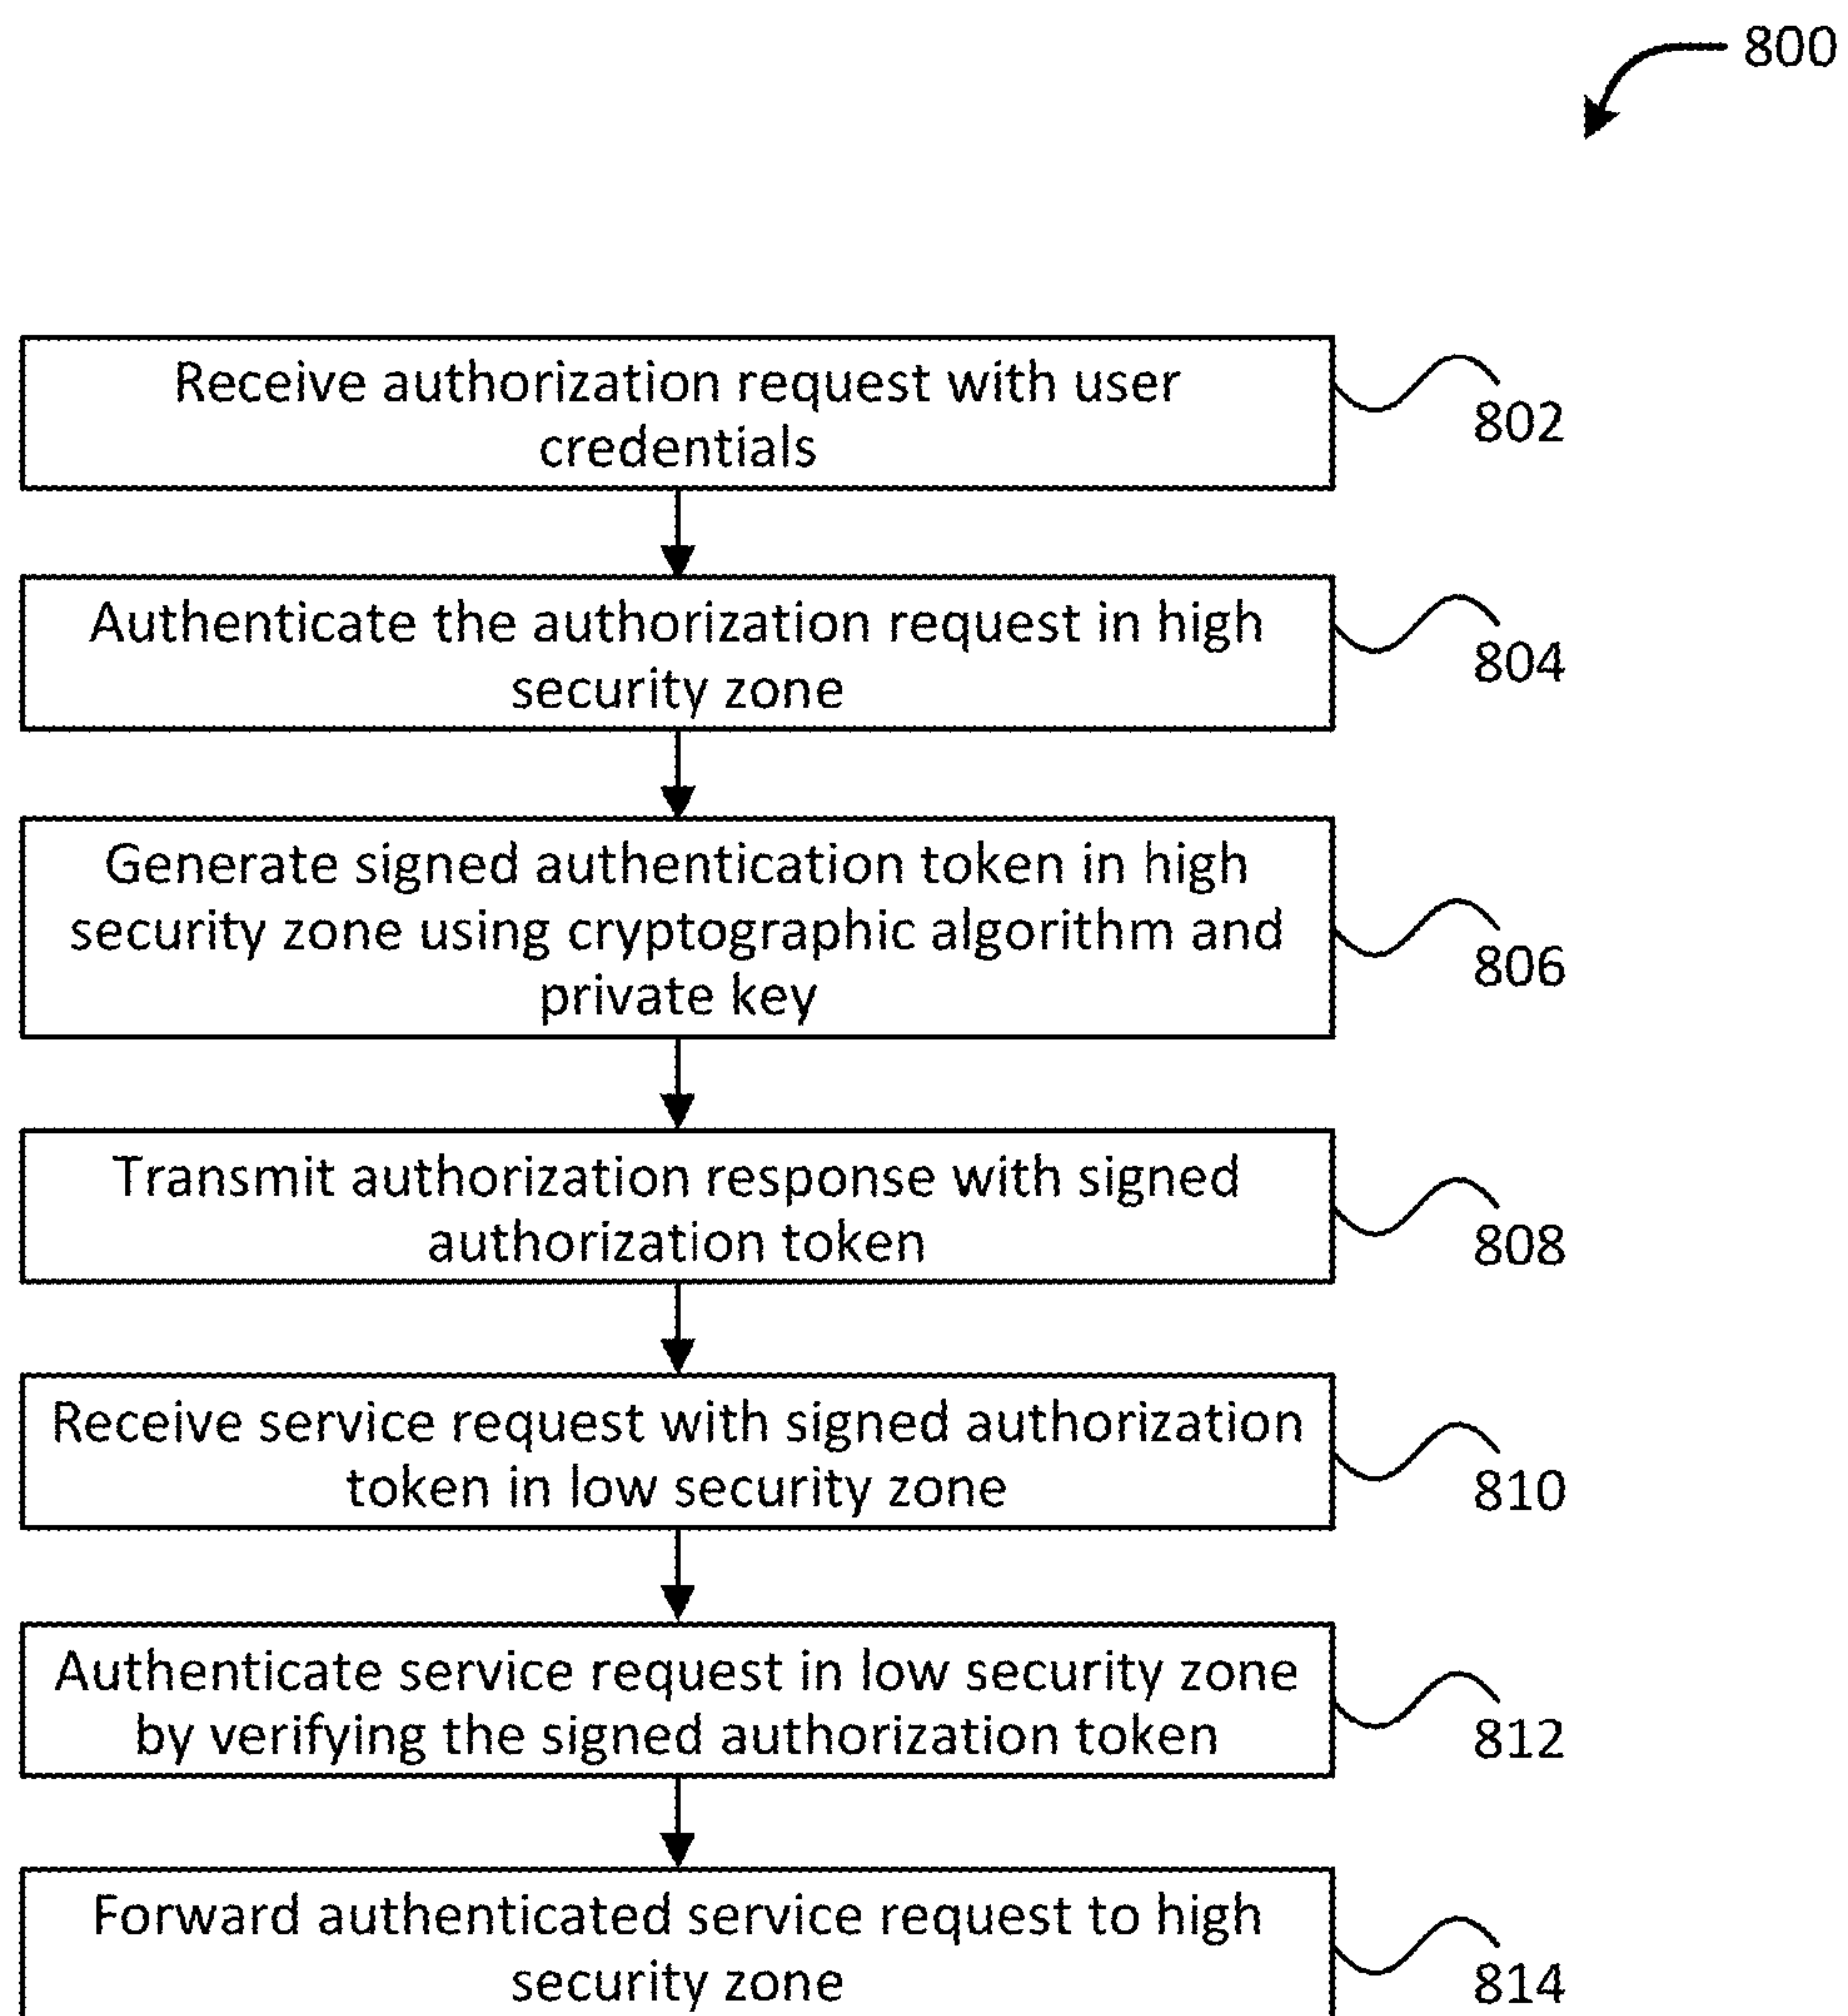 800
Receive authorization request with user
credentials
802
Authenticate the authorization request in high
security zone
804
Generate signed authentication token in high
security zone using cryptographic algorithm and
private key
806
Transmit authorization response with signed
authorization token
808
Receive service request with signed authorization
token in low security zone
810
Authenticate service request in low security zone
by verifying the signed authorization token
812
Forward authenticated service request to high
security zone
814